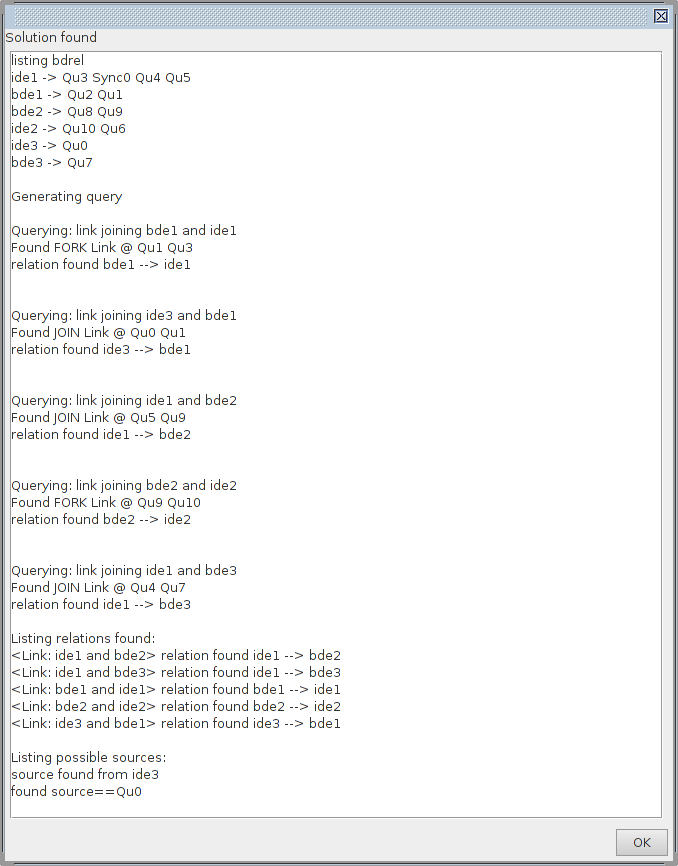 Solution found
listing bdrel
ide1 -> Qu3 Sync0 Qu4 Qu5
bde1 -> Qu2 Qu1
bde2 -> Qu8 Qu9
ide2 -> Qu10 Qu6
ide3 -> Qu0
bde3 -> Qu7
Generating query
Querying: link joining bde1 and ide1
Found FORK Link @ Qu1 Qu3
relation found bde1 --> ide1
Querying: link joining ide3 and bde1
Found JOIN Link @ Qu0 Qu1
relation found ide3 --> bde1
Querying: link joining ide1 and bde2
Found JOIN Link @ Qu5 Qu9
relation found ide1 --> bde2
Querying: link joining bde2 and ide2
Found FORK Link @ Qu9 Qu10
relation found bde2 --> ide2
Querying: link joining ide1 and bde3
Found JOIN Link @ Qu4 Qu7
relation found ide1 --> bde3
Listing relations found:
<Link: ide1 and bde2> relation found ide1 --> bde2
<Link: ide1 and bde3> relation found ide1 --> bde3
<Link: bde1 and ide1> relation found bde1 --> ide1
<Link: bde2 and ide2> relation found bde2 --> ide2
<Link: ide3 and bde1> relation found ide3 --> bde1
Listing possible sources:
source found from ide3
found source==Qu0
OK